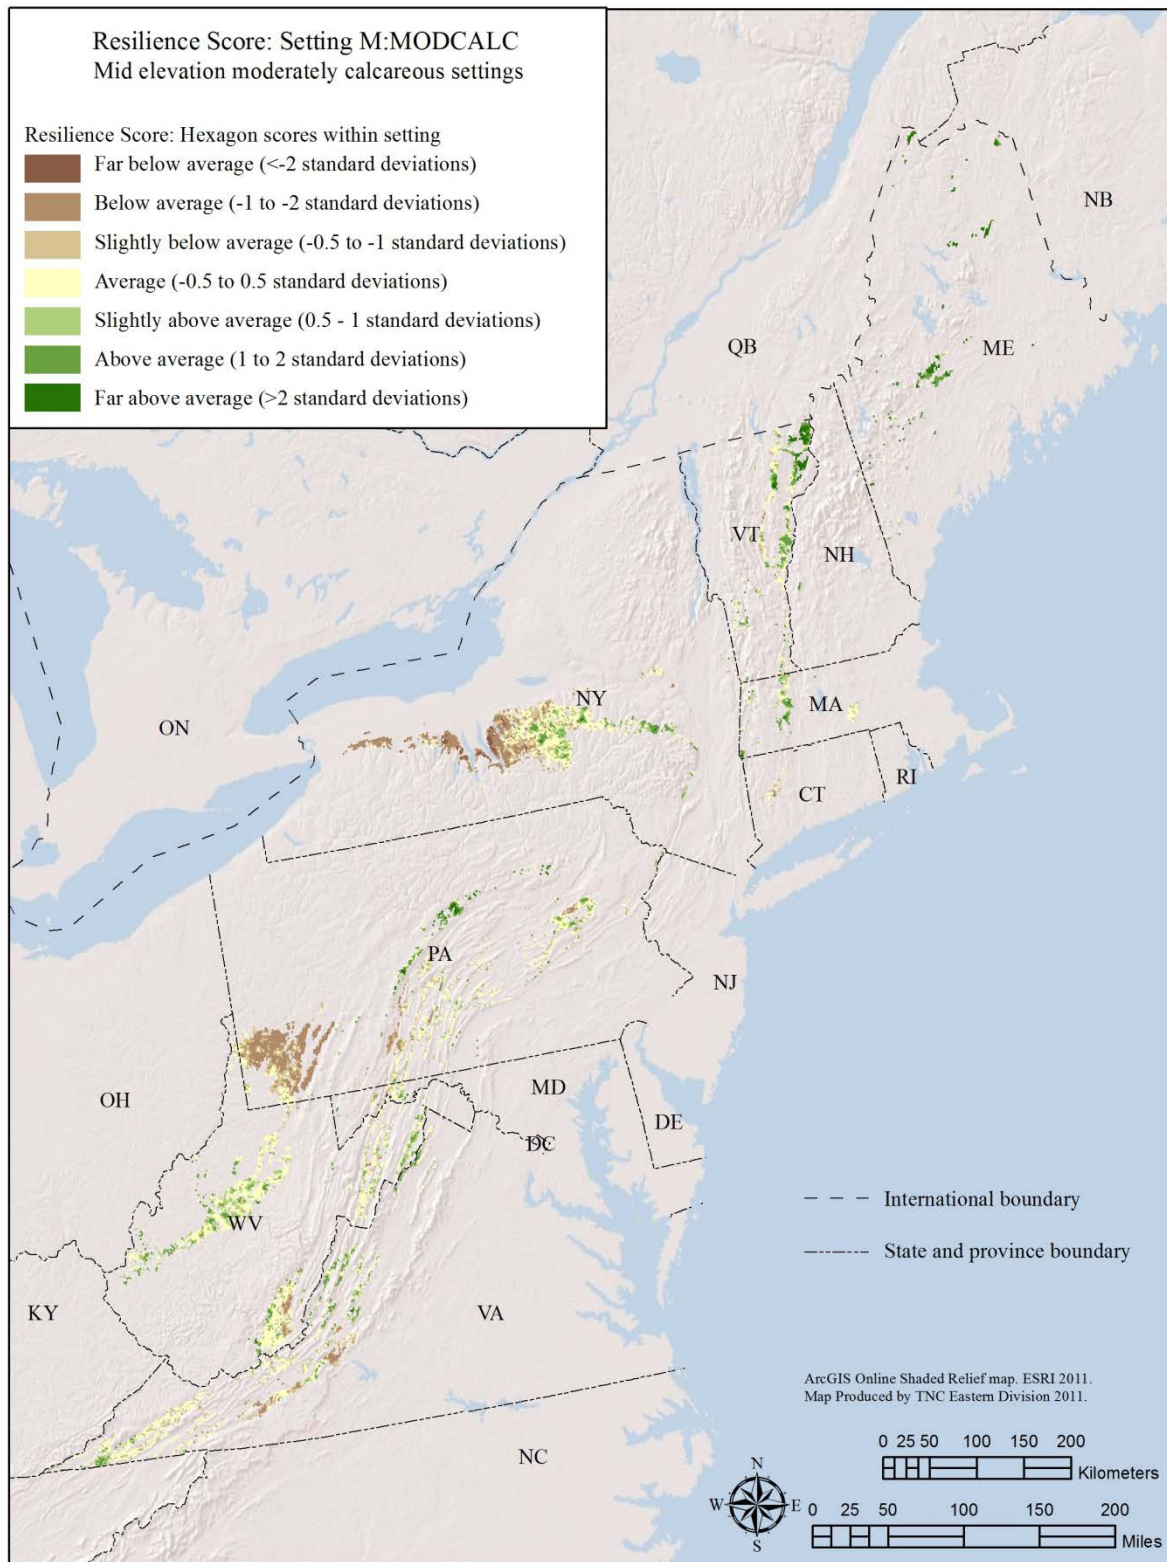 Resilience Score: Setting M:MODCALC
Mid elevation moderately calcareous settings
Resilience Score: Hexagon scores within setting
Far below average (<-2 standard deviations)
Below average (-1 to -2 standard deviations)
Slightly below average (-0.5 to -1 standard deviations)
Average (-0.5 to 0.5 standard deviations)
Slightly above average (0.5 - 1 standard deviations)
Above average (1 to 2 standard deviations)
Far above average (>2 standard deviations)
NB
QB
ME
VT
NH
NY
MA
ON
CT
RI
PA
NJ
OH
MD
DE
DC
WV
International boundary
State and province boundary
KY
VA
ArcGIS Online Shaded Relief map. ESRI 2011.
Map Produced by TNC Eastern Division 2011.
NC
0 25 50 100 150 200
Kilometers
N
W E
S
0 25 50 100 150 200
Miles